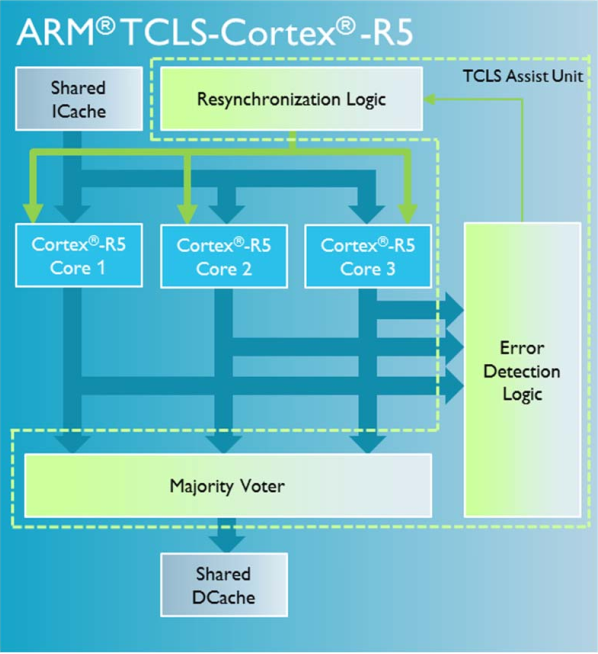 ARM® TCLS-Cortex®-R5
Shared
ICache
Resynchronization Logic
TCLS Assist Unit
Cortex®-R5
Core 1
Cortex®-R5
Core 2
Cortex®-R5
Core 3
Error
Detection
Logic
Majority Voter
Shared
DCache